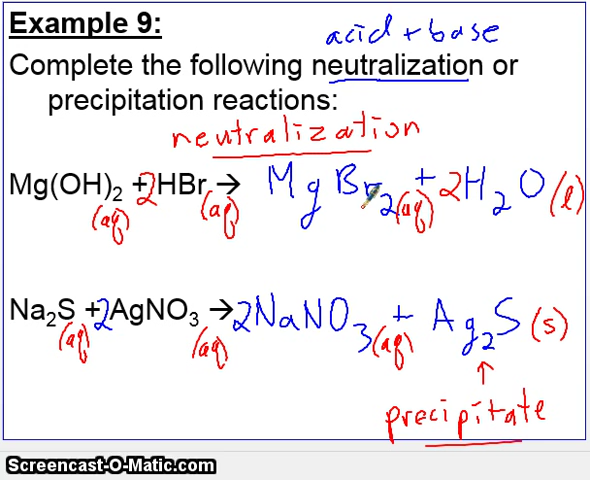 Example 9:
acid + base
Complete the following neutralization or
precipitation reactions:
neutralization
Mg(OH)₂ (aq) + 2HBr (aq) → MgBr₂ (aq) + 2H₂O (l)
Na₂S (aq) + 2AgNO₃ (aq) → 2NaNO₃ (aq) + Ag₂S (s)
↑
precipitate
Screencast-O-Matic.com